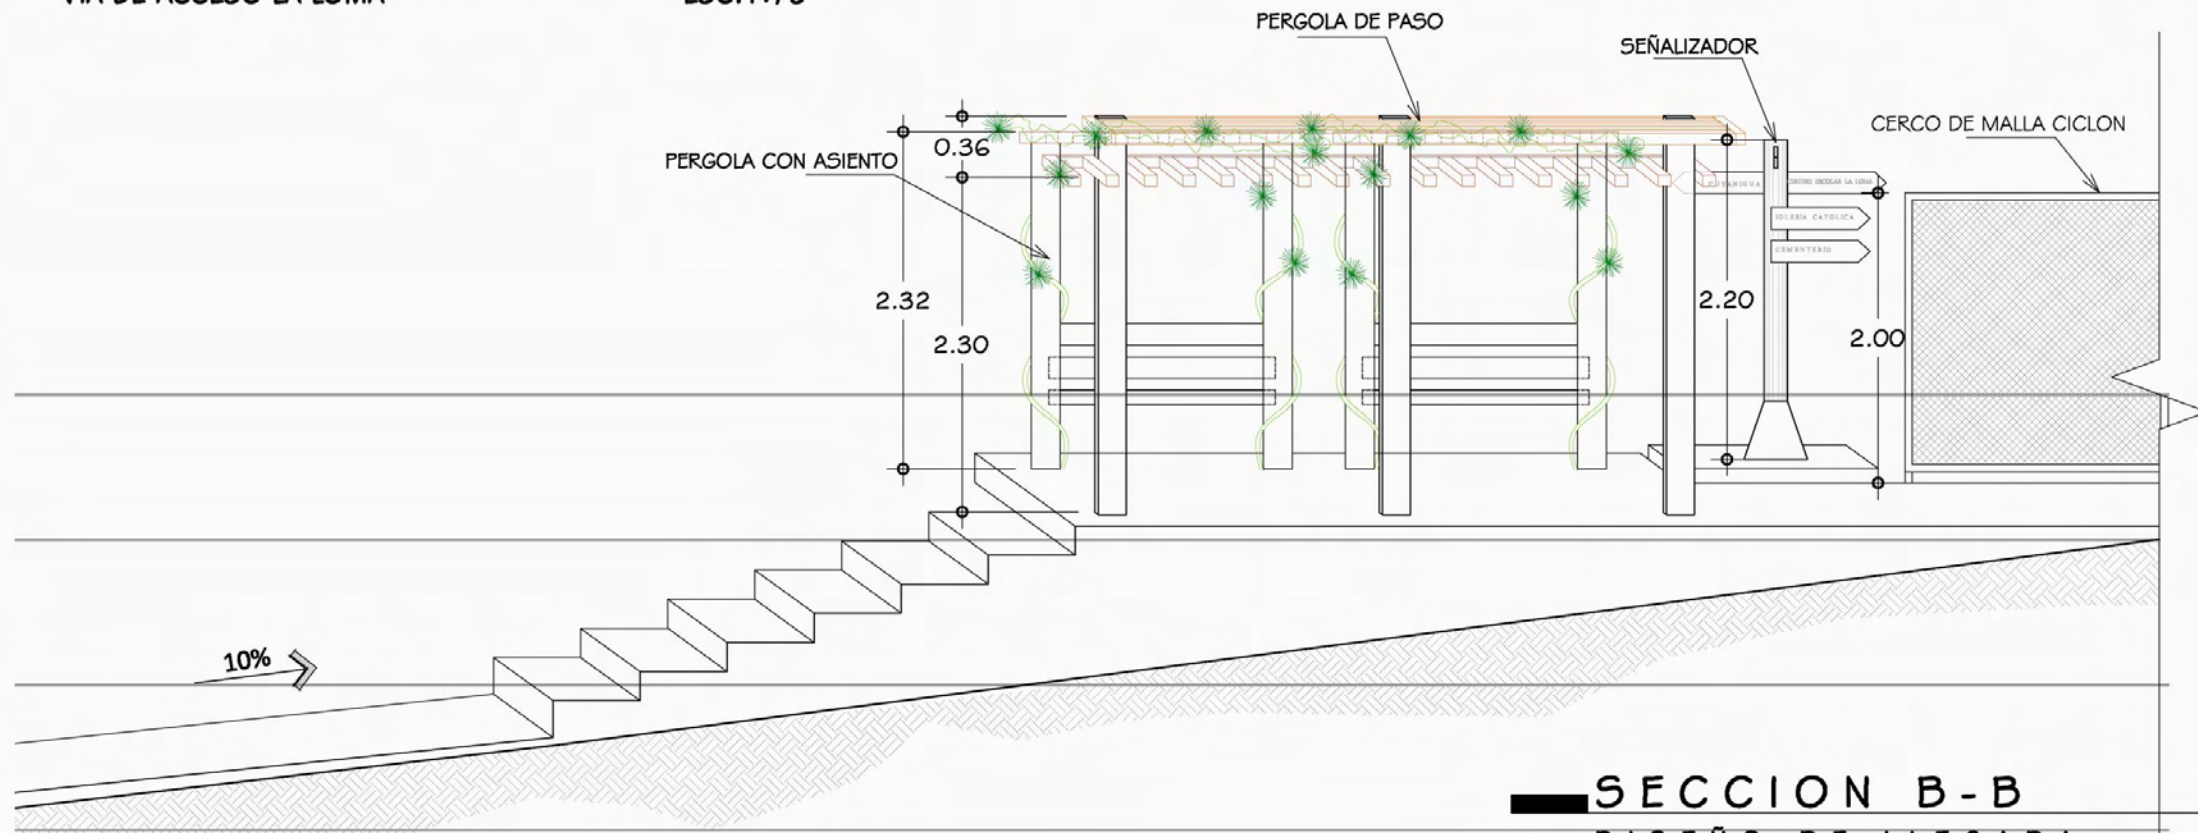 PERGOLA DE PASO
SEÑALIZADOR
CERCO DE MALLA CICLON
PERGOLA CON ASIENTO
0.36
2.32
2.30
2.20
2.00
IGLESIA CATOLICA
CEMENTERIO
10%
SECCION B-B